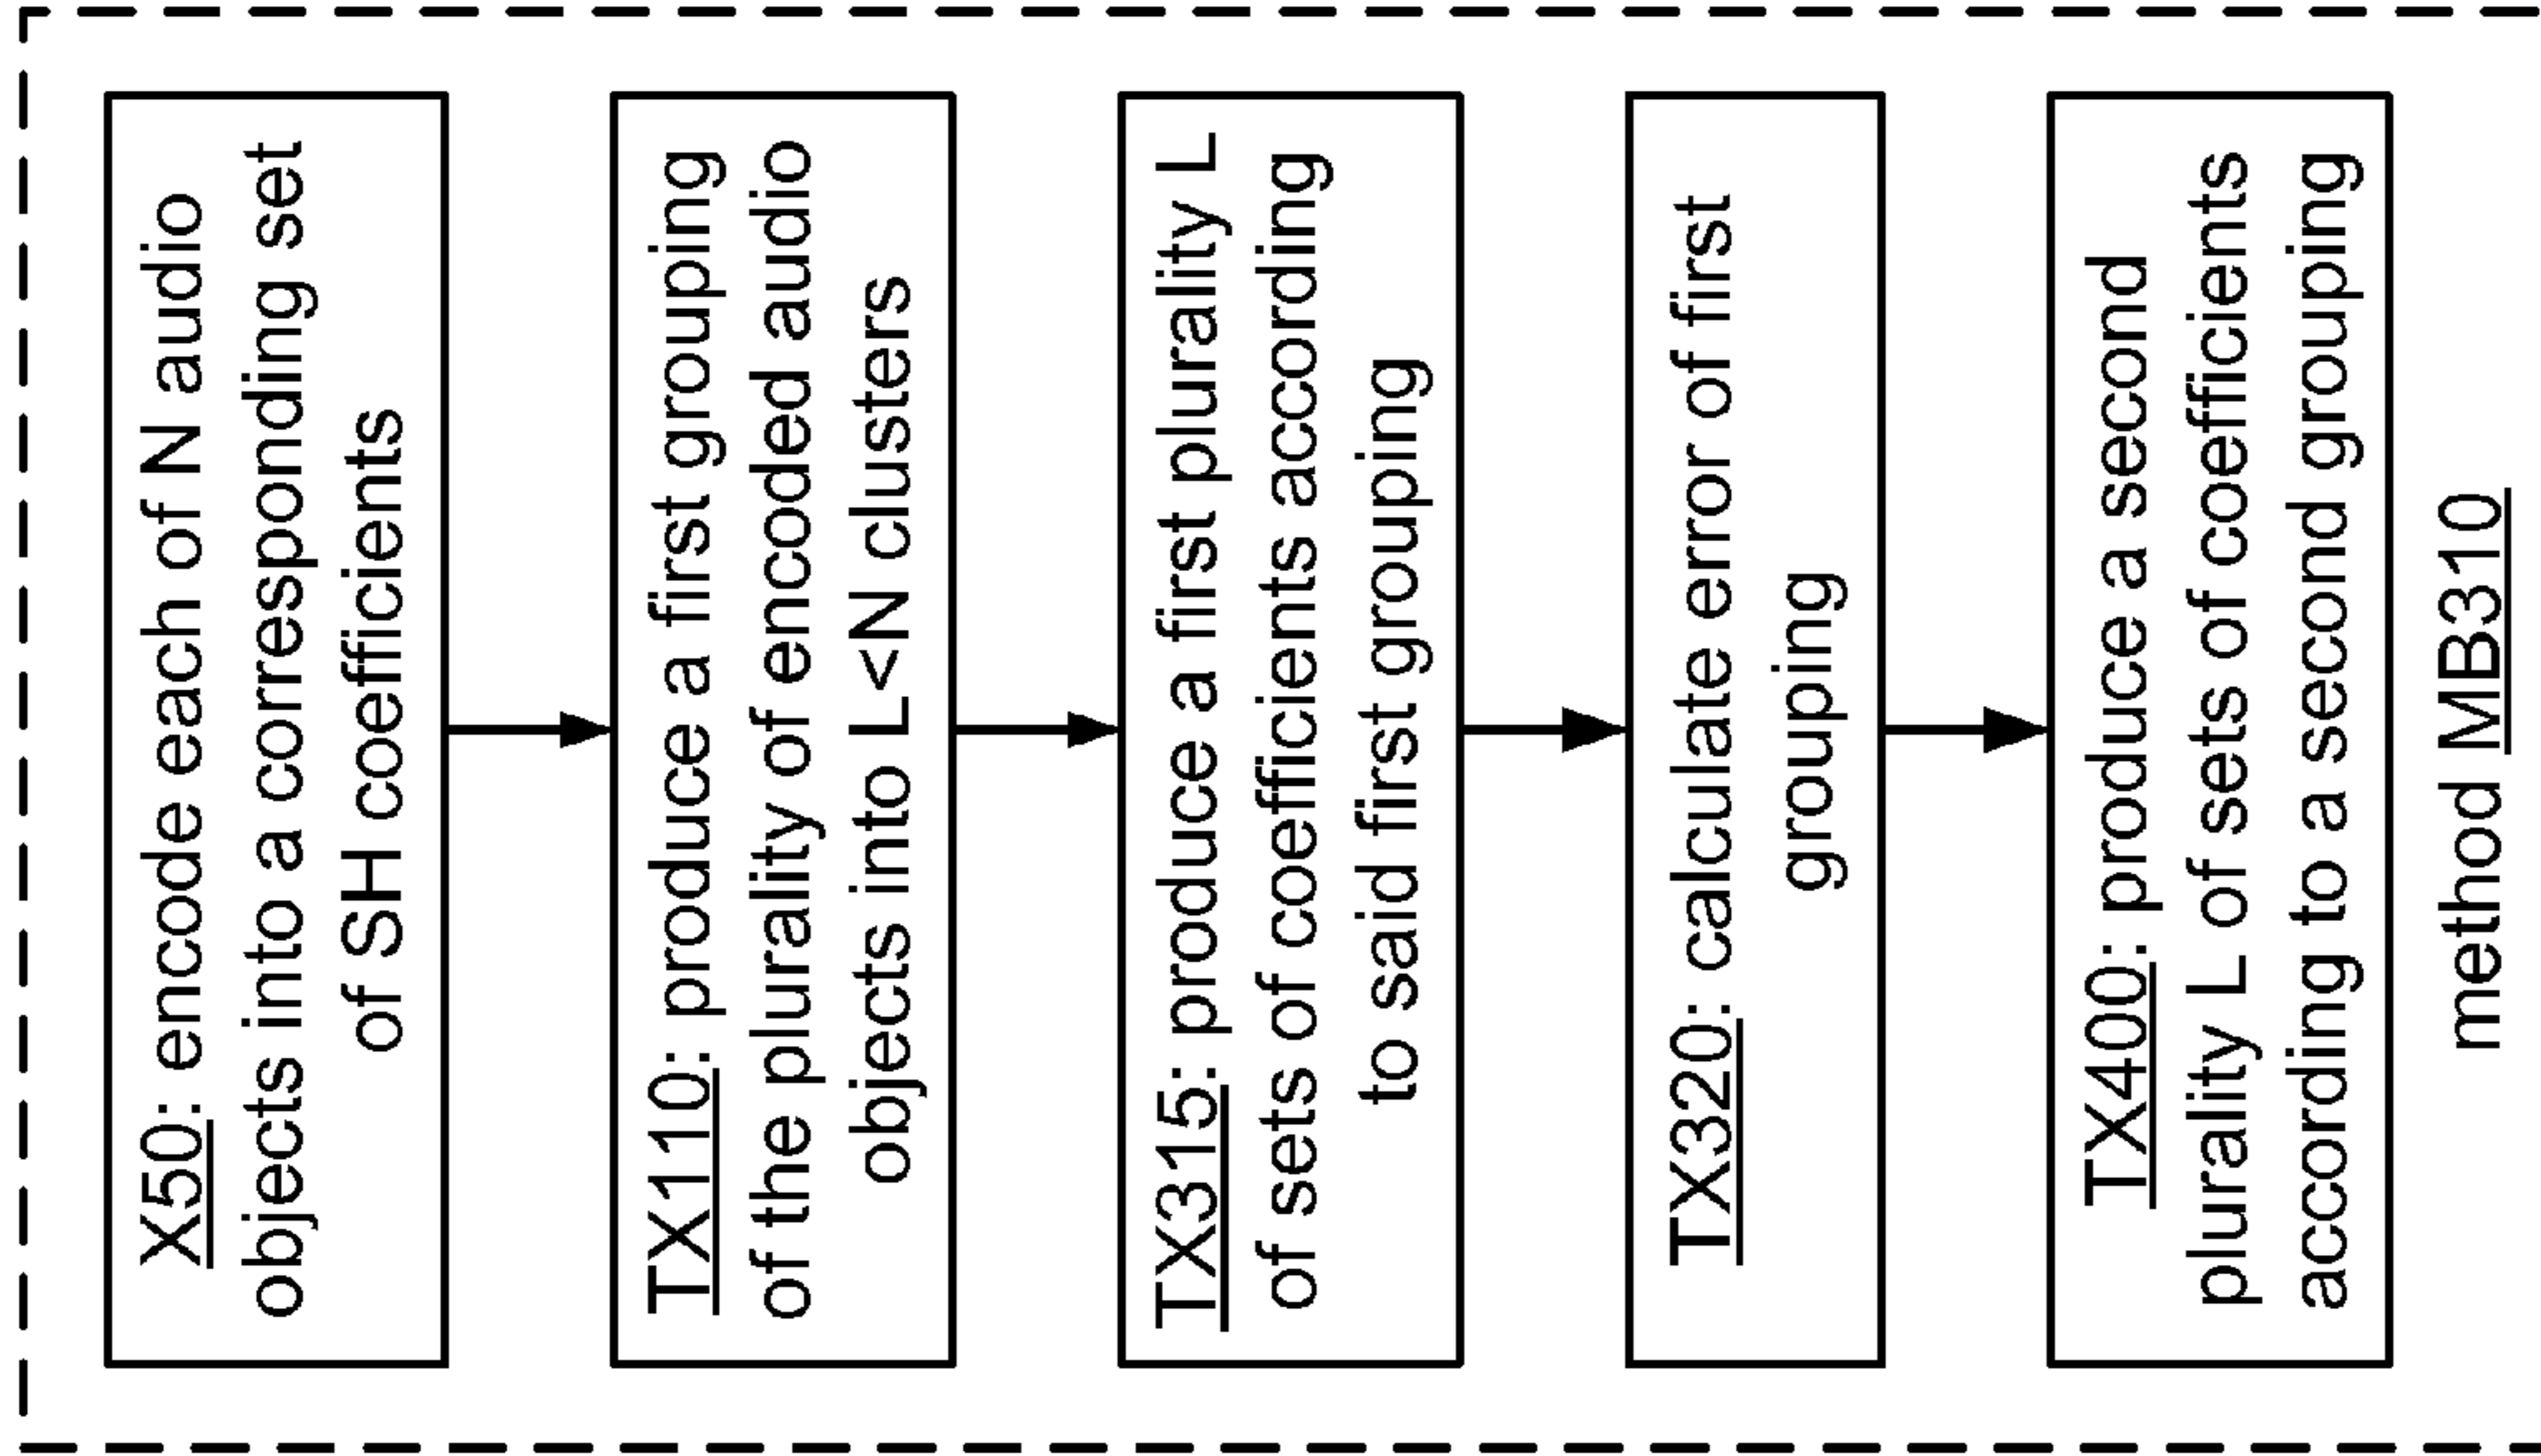 X50: encode each of N audio
objects into a corresponding set
of SH coefficients
TX110: produce a first grouping
of the plurality of encoded audio
objects into L<N clusters
TX315: produce a first plurality L
of sets of coefficients according
to said first grouping
TX320: calculate error of first
grouping
TX400: produce a second
plurality L of sets of coefficients
according to a second grouping
method MB310